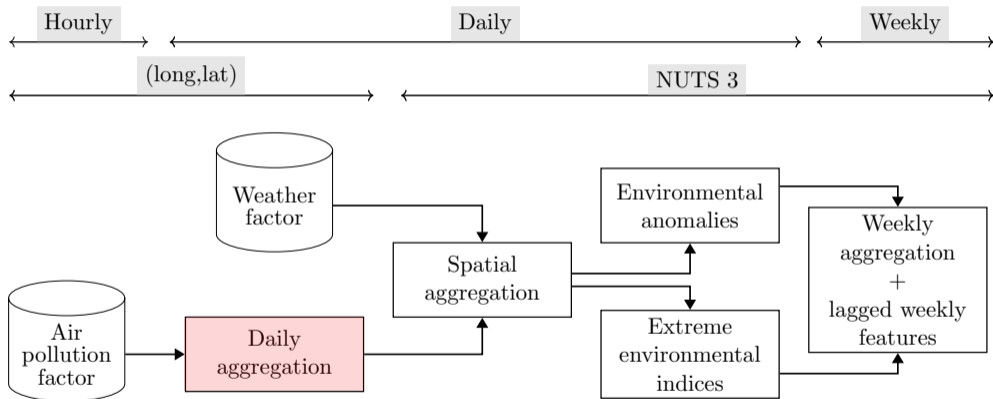 Hourly
Daily
Weekly
(long,lat)
NUTS 3
Weather
factor
Environmental
anomalies
Weekly
aggregation
+
lagged weekly
features
Spatial
aggregation
Air
pollution
factor
Daily
aggregation
Extreme
environmental
indices